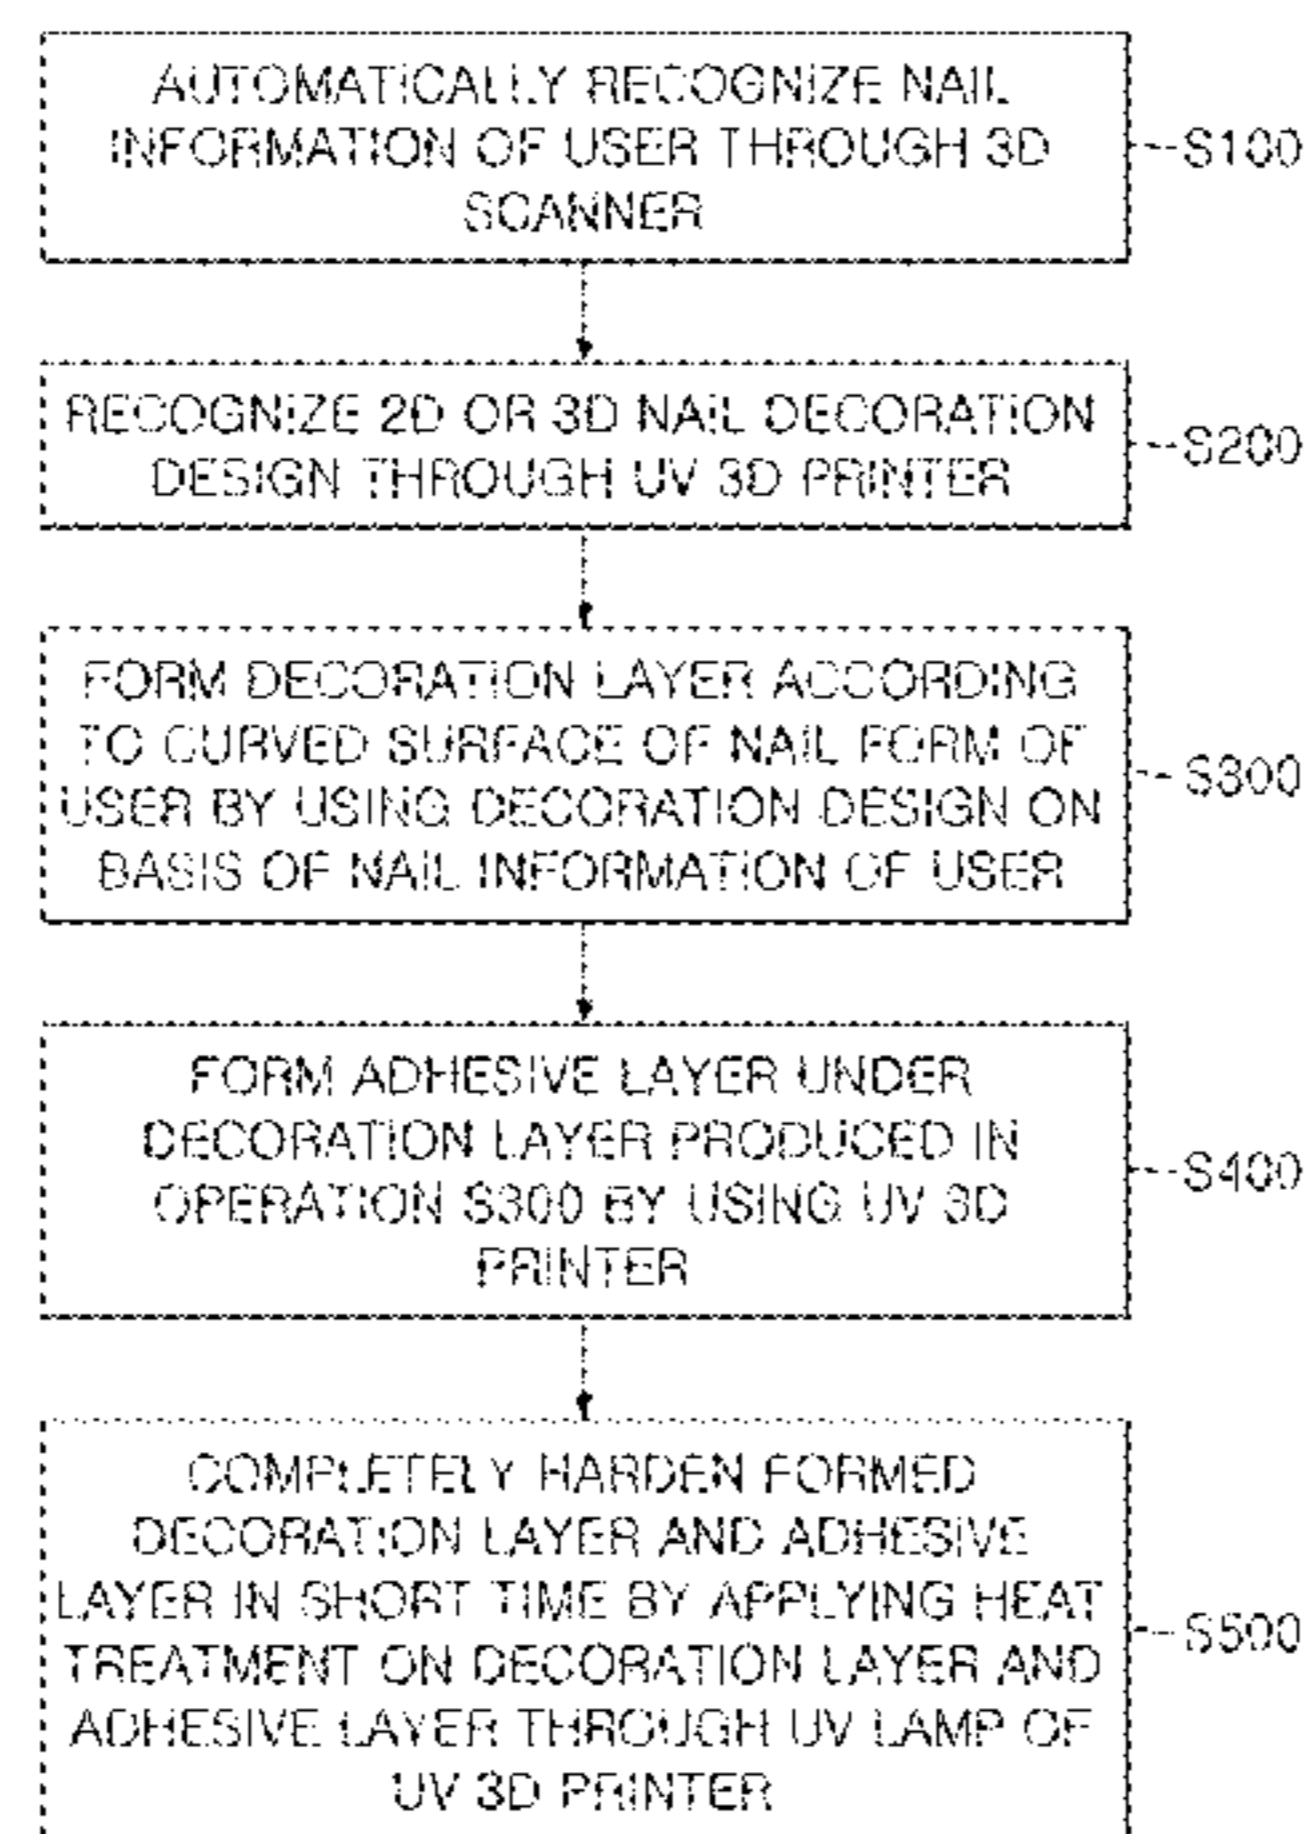 AUTOMATICALLY RECOGNIZE NAIL
INFORMATION OF USER THROUGH 3D
SCANNER
S100
RECOGNIZE 2D OR 3D NAIL DECORATION
DESIGN THROUGH UV 3D PRINTER
S200
FORM DECORATION LAYER ACCORDING
TO CURVED SURFACE OF NAIL FORM OF
USER BY USING DECORATION DESIGN ON
BASIS OF NAIL INFORMATION OF USER
S300
FORM ADHESIVE LAYER UNDER
DECORATION LAYER PRODUCED IN
OPERATION S300 BY USING UV 3D
PRINTER
S400
COMPLETELY HARDEN FORMED
DECORATION LAYER AND ADHESIVE
LAYER IN SHORT TIME BY APPLYING HEAT
TREATMENT ON DECORATION LAYER AND
ADHESIVE LAYER THROUGH UV LAMP OF
UV 3D PRINTER
S500